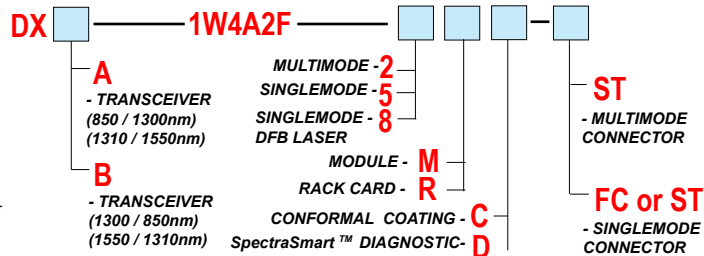 DX 1W4A2F -
A
- TRANSCEIVER
(850 / 1300nm)
(1310 / 1550nm)
B
- TRANSCEIVER
(1300 / 850nm)
(1550 / 1310nm)
MULTIMODE - 2
SINGLEMODE - 5
SINGLEMODE - 8
DFB LASER
MODULE - M
RACK CARD - R
CONFORMAL COATING - C
SpectraSmart ™ DIAGNOSTIC- D
ST
- MULTIMODE
CONNECTOR
FC or ST
- SINGLEMODE
CONNECTOR